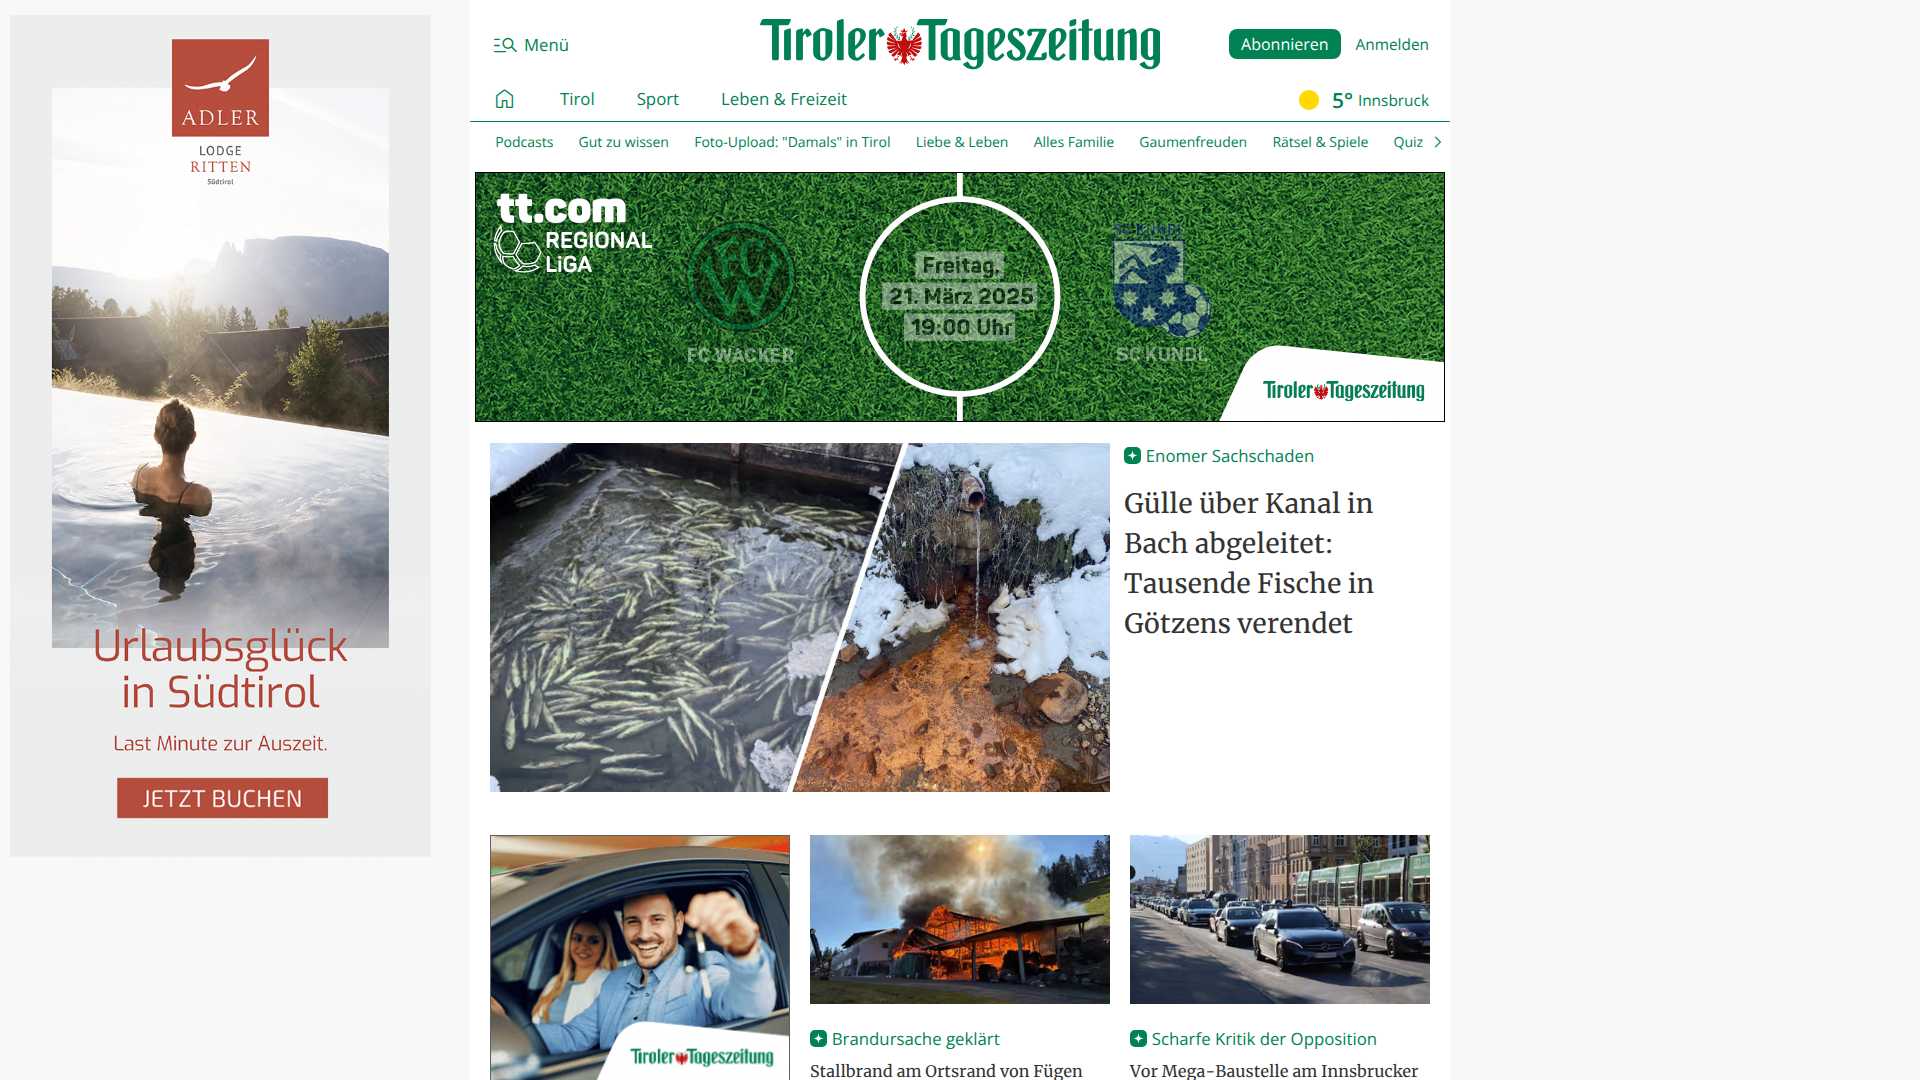 ADLER
LODGE
RITTEN
Südtirol
Urlaubsglück
in Südtirol
Last Minute zur Auszeit.
JETZT BUCHEN
Menü
Tiroler Tageszeitung
Abonnieren
Anmelden
Tirol
Sport
Leben & Freizeit
5° Innsbruck
Podcasts
Gut zu wissen
Foto-Upload: "Damals" in Tirol
Liebe & Leben
Alles Familie
Gaumenfreuden
Rätsel & Spiele
Quiz
tt.com
REGIONAL
LiGA
FCW
FC WACKER
Freitag,
21. März 2025
19:00 Uhr
SC KUNDL
SC KUNDL
Tiroler Tageszeitung
Enomer Sachschaden
Gülle über Kanal in
Bach abgeleitet:
Tausende Fische in
Götzens verendet
Tiroler Tageszeitung
Brandursache geklärt
Stallbrand am Ortsrand von Fügen
Scharfe Kritik der Opposition
Vor Mega-Baustelle am Innsbrucker